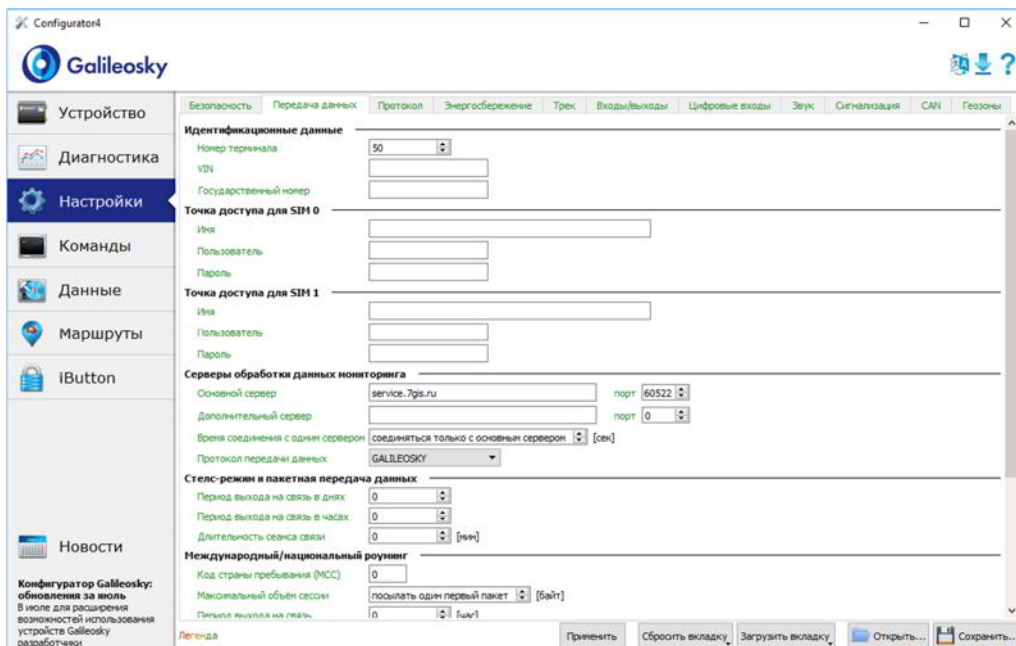 Configurator4
Galileosky
Устройство
Диагностика
Настройки
Команды
Данные
Маршруты
iButton
Новости
Конфигуратор Galileosky:
обновления за июль
В июле для расширения
возможностей использования
устройств Galileosky
разработчики
Безопасность Передача данных Протокол Энергосбережение Трек Входы/выходы Цифровые входы Звук Сигнализация CAN Геозоны
Идентификационные данные
Номер терминала 50
VIN
Государственный номер
Точка доступа для SIM 0
Имя
Пользователь
Пароль
Точка доступа для SIM 1
Имя
Пользователь
Пароль
Серверы обработки данных мониторинга
Основной сервер service.7gis.ru порт 60522
Дополнительный сервер порт 0
Время соединения с одним сервером соединяться только с основным сервером [сек]
Протокол передачи данных GALILEOSKY
Стелс-режим и пакетная передача данных
Период выхода на связь в днях 0
Период выхода на связь в часах 0
Длительность сеанса связи 0 [мин]
Международный/национальный роуминг
Код страны пребывания (MCC) 0
Максимальный объём сессии посылать один первый пакет [байт]
Период выхода на связь 0 [час]
Легенда Применить Сбросить вкладку Загрузить вкладку Открыть... Сохранить...